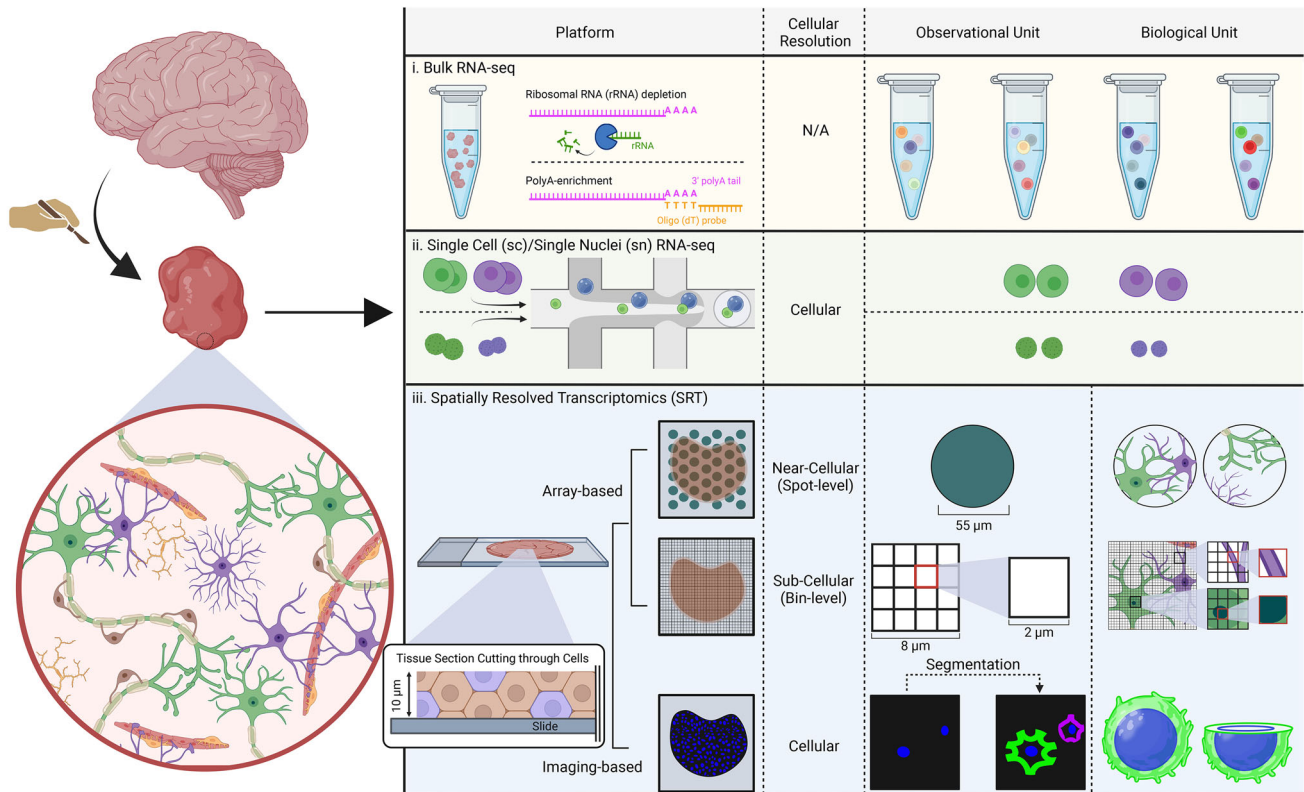 Platform
Cellular
Resolution
Observational Unit
Biological Unit
i. Bulk RNA-seq
Ribosomal RNA (rRNA) depletion
A A A A
rRNA
PolyA-enrichment
3' polyA tail
A A A A
T T T T
Oligo (dT) probe
N/A
ii. Single Cell (sc)/Single Nuclei (sn) RNA-seq
Cellular
iii. Spatially Resolved Transcriptomics (SRT)
Array-based
Near-Cellular
(Spot-level)
55 µm
Sub-Cellular
(Bin-level)
8 µm
2 µm
Tissue Section Cutting through Cells
10 µm
Slide
Imaging-based
Cellular
Segmentation